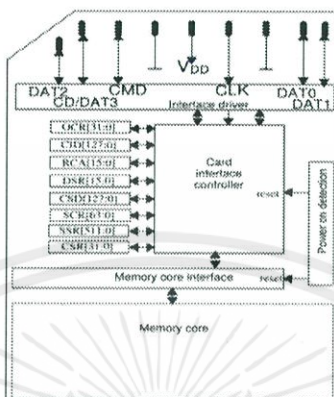 VDD
DAT2 CMD CLK DAT0
CD/DAT3 Interface driver DAT1
OCR[31:0]
CID[127:0]
RCA[15:0]
DSR[15:0]
CSD[127:0]
SCR[63:0]
SSR[511:0]
CSR[31:0]
Card
interface
controller
reset
Power on detection
Memory core interface
reset
Memory core